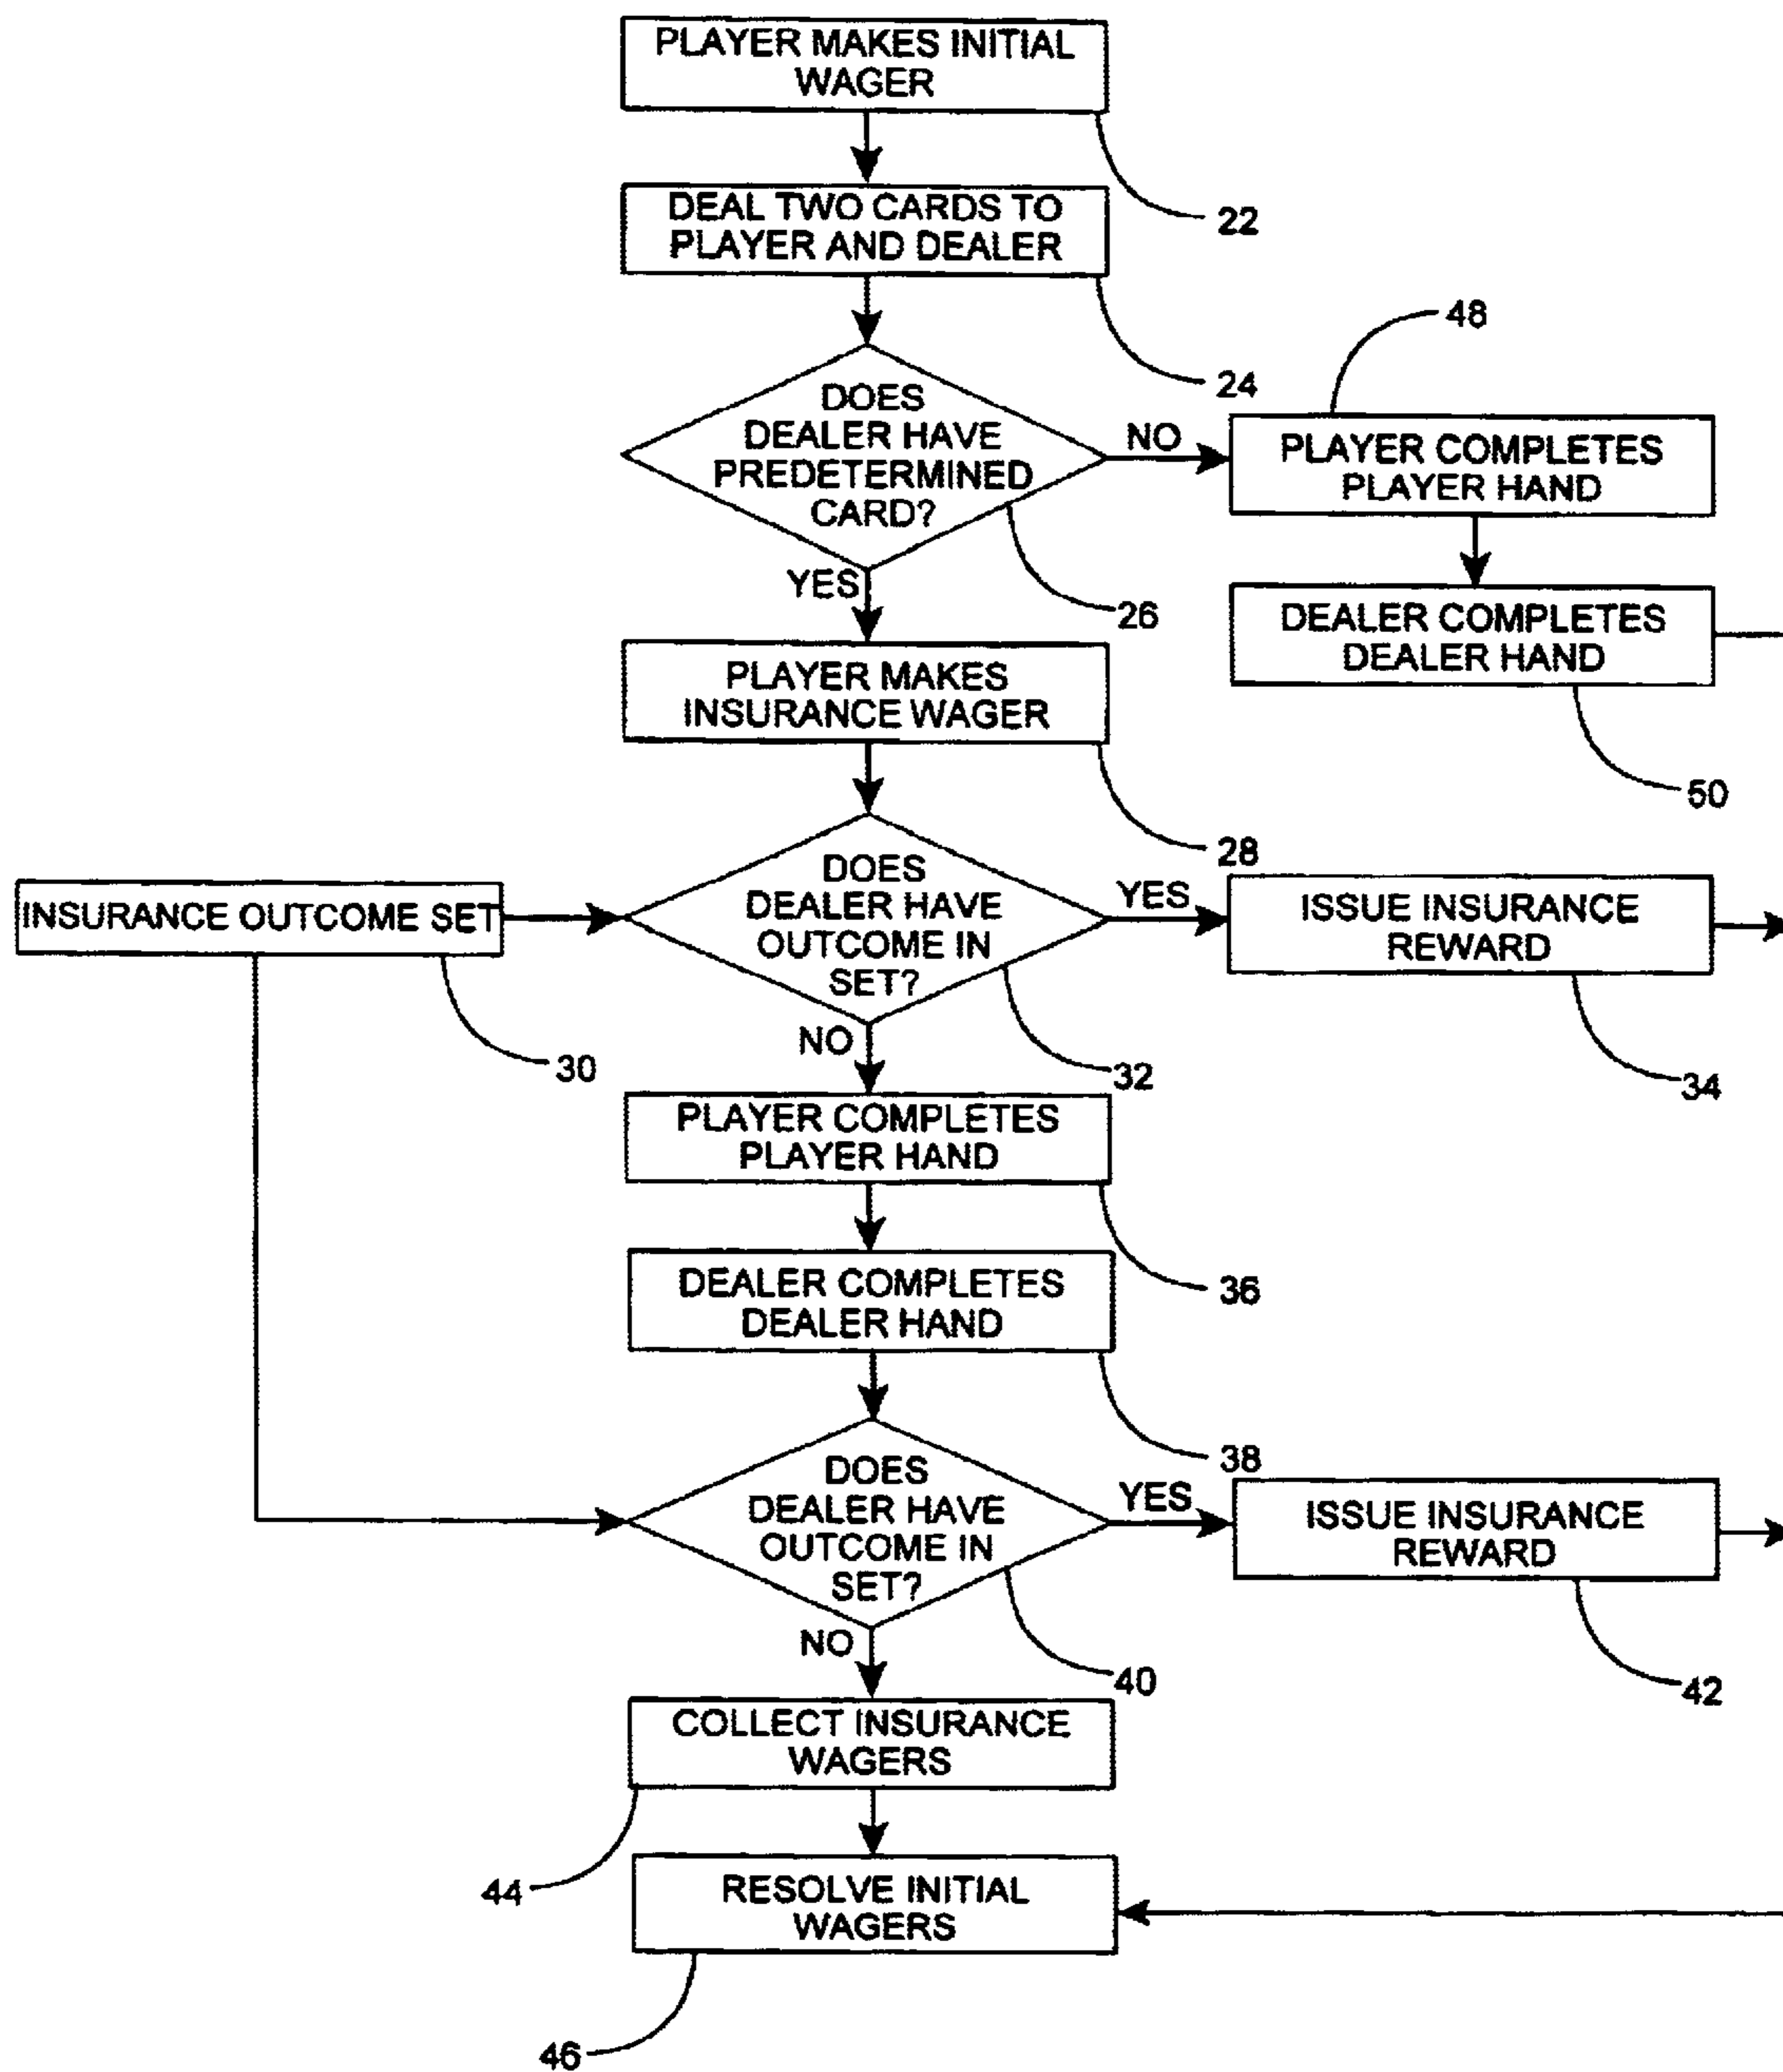 PLAYER MAKES INITIAL
WAGER
22
DEAL TWO CARDS TO
PLAYER AND DEALER
24
DOES
DEALER HAVE
PREDETERMINED
CARD?
26
NO
48
PLAYER COMPLETES
PLAYER HAND
DEALER COMPLETES
DEALER HAND
50
YES
PLAYER MAKES
INSURANCE WAGER
28
INSURANCE OUTCOME SET
30
DOES
DEALER HAVE
OUTCOME IN
SET?
32
YES
ISSUE INSURANCE
REWARD
34
NO
PLAYER COMPLETES
PLAYER HAND
36
DEALER COMPLETES
DEALER HAND
38
DOES
DEALER HAVE
OUTCOME IN
SET?
40
YES
ISSUE INSURANCE
REWARD
42
NO
COLLECT INSURANCE
WAGERS
44
RESOLVE INITIAL
WAGERS
46